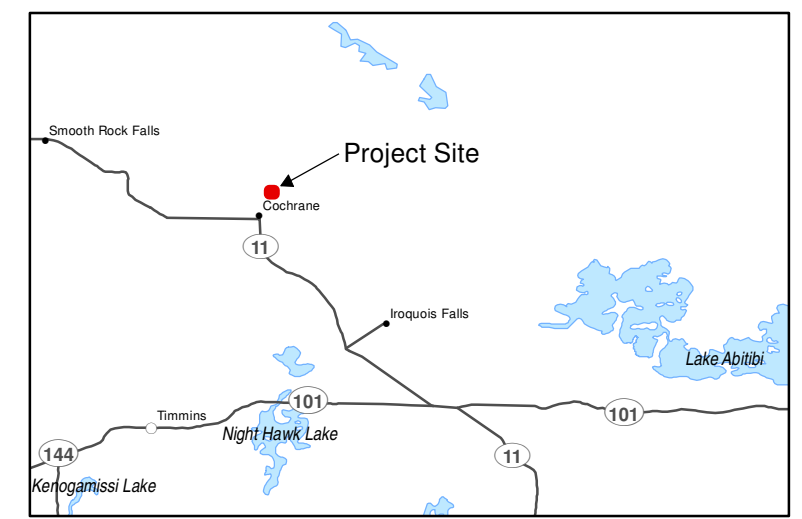 Smooth Rock Falls
Project Site
Cochrane
11
Iroquois Falls
Lake Abitibi
101
101
Timmins
Night Hawk Lake
144
11
Kenogamissi Lake